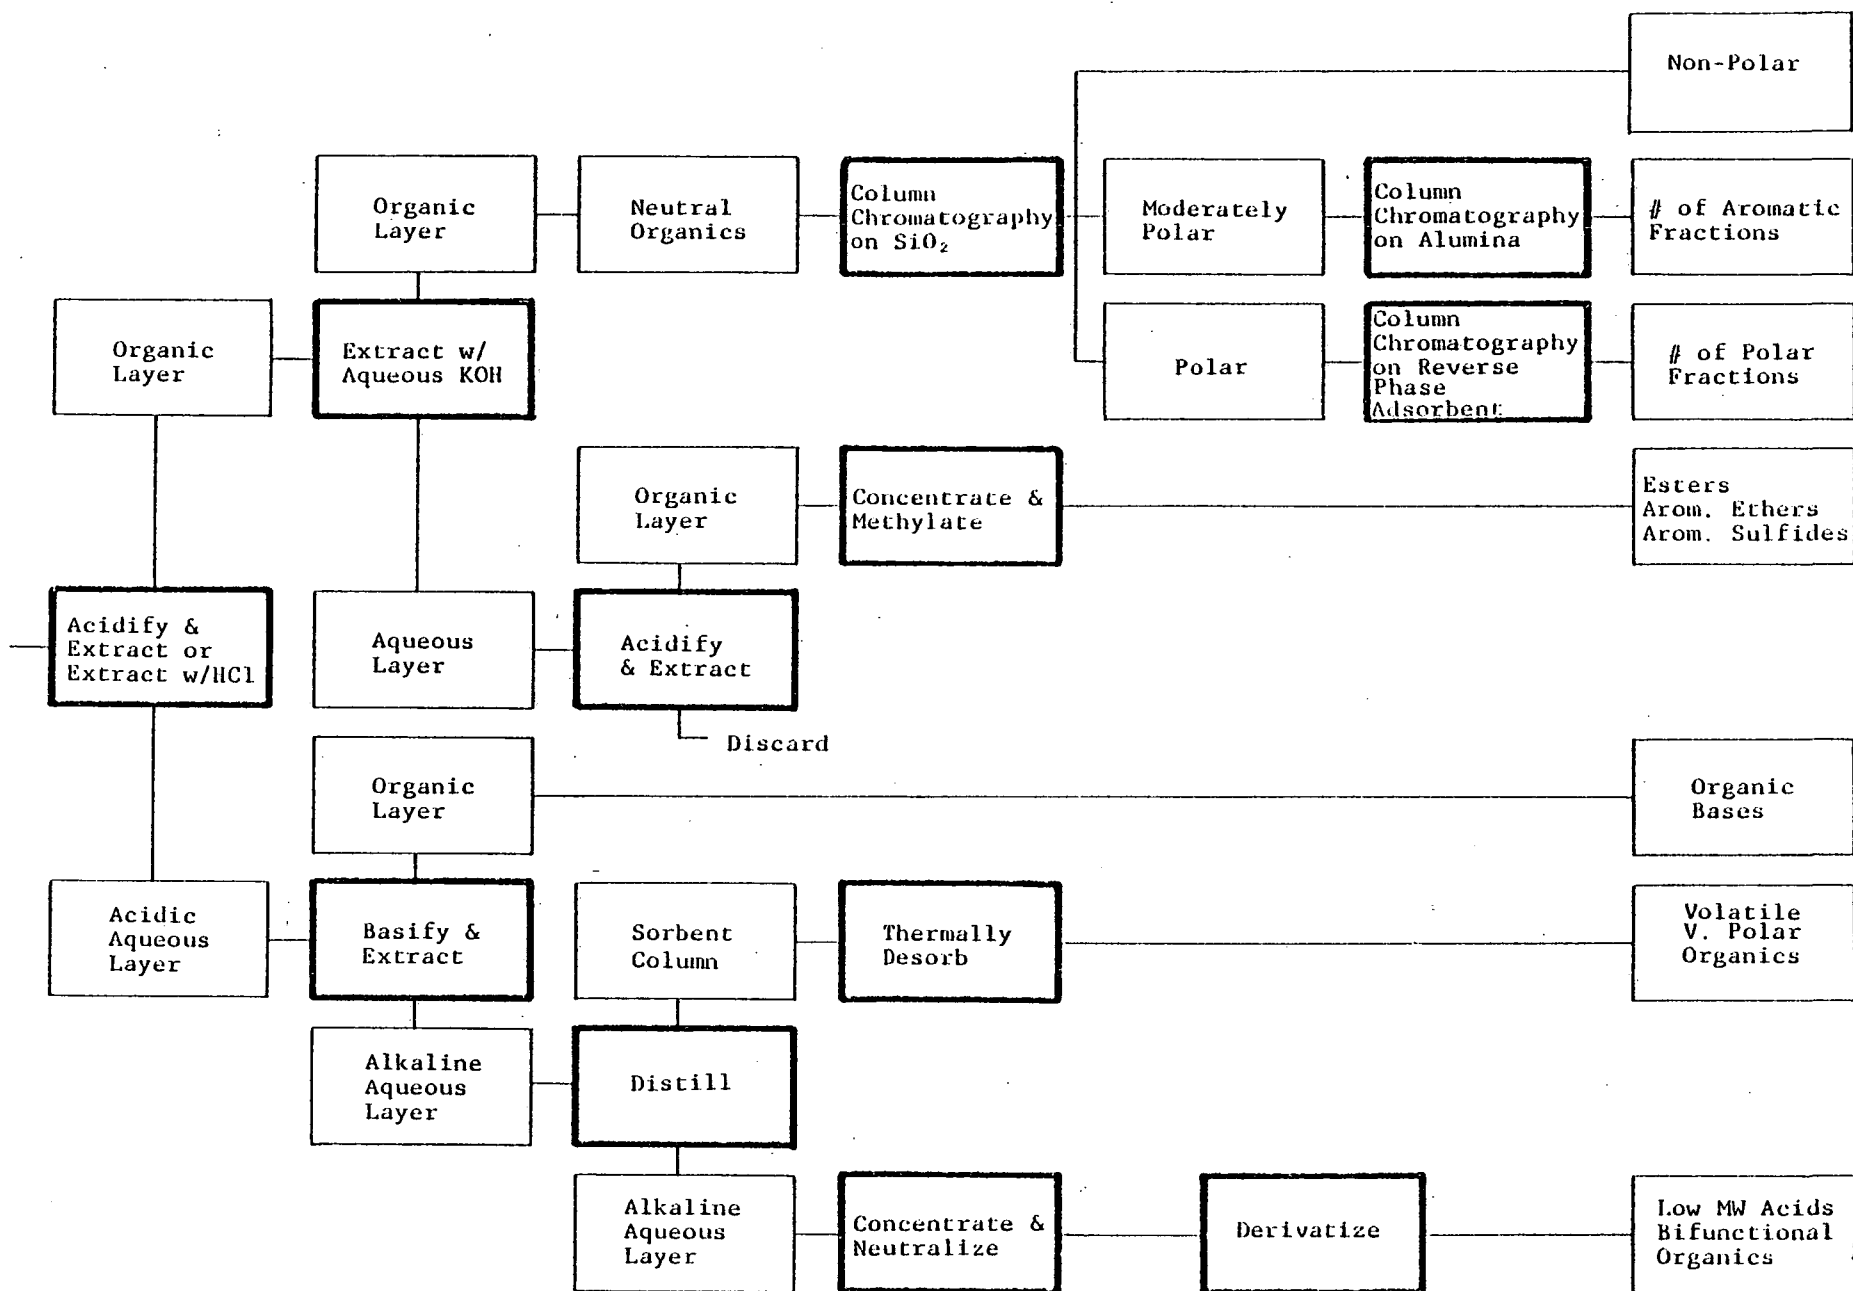 Non-Polar
Organic
Layer
Neutral
Organics
Column
Chromatography
on SiO₂
Moderately
Polar
Column
Chromatography
on Alumina
# of Aromatic
Fractions
Organic
Layer
Extract w/
Aqueous KOH
Polar
Column
Chromatography
on Reverse
Phase
Adsorbent
# of Polar
Fractions
Organic
Layer
Concentrate &
Methylate
Esters
Arom. Ethers
Arom. Sulfides
Acidify &
Extract or
Extract w/HCl
Aqueous
Layer
Acidify
& Extract
Discard
Organic
Layer
Organic
Bases
Acidic
Aqueous
Layer
Basify &
Extract
Sorbent
Column
Thermally
Desorb
Volatile
V. Polar
Organics
Alkaline
Aqueous
Layer
Distill
Alkaline
Aqueous
Layer
Concentrate &
Neutralize
Derivatize
Low MW Acids
Bifunctional
Organics